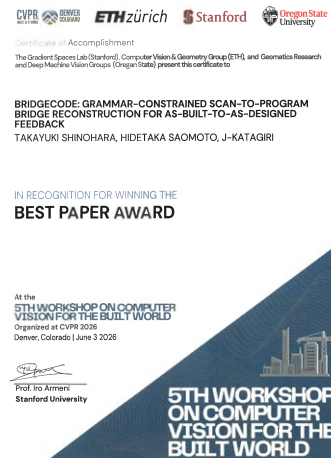 CVPR
DENVER
COLORADO
ETH zürich
Stanford
Oregon State
University
Certificate of Accomplishment
The Gradient Spaces Lab (Stanford), Computer Vision & Geometry Group (ETH), and Geomatics Research
and Deep Machine Vision Groups (Oregon State) present this certificate to
BRIDGECODE: GRAMMAR-CONSTRAINED SCAN-TO-PROGRAM
BRIDGE RECONSTRUCTION FOR AS-BUILT-TO-AS-DESIGNED
FEEDBACK
TAKAYUKI SHINOHARA, HIDETAKA SAOMOTO, J-KATAGIRI
IN RECOGNITION FOR WINNING THE
BEST PAPER AWARD
At the
5TH WORKSHOP ON COMPUTER
VISION FOR THE BUILT WORLD
Organized at CVPR 2026
Denver, Colorado | June 3 2026
Prof. Iro Armeni
Stanford University
5TH WORKSHOP
ON COMPUTER
VISION FOR THE
BUILT WORLD